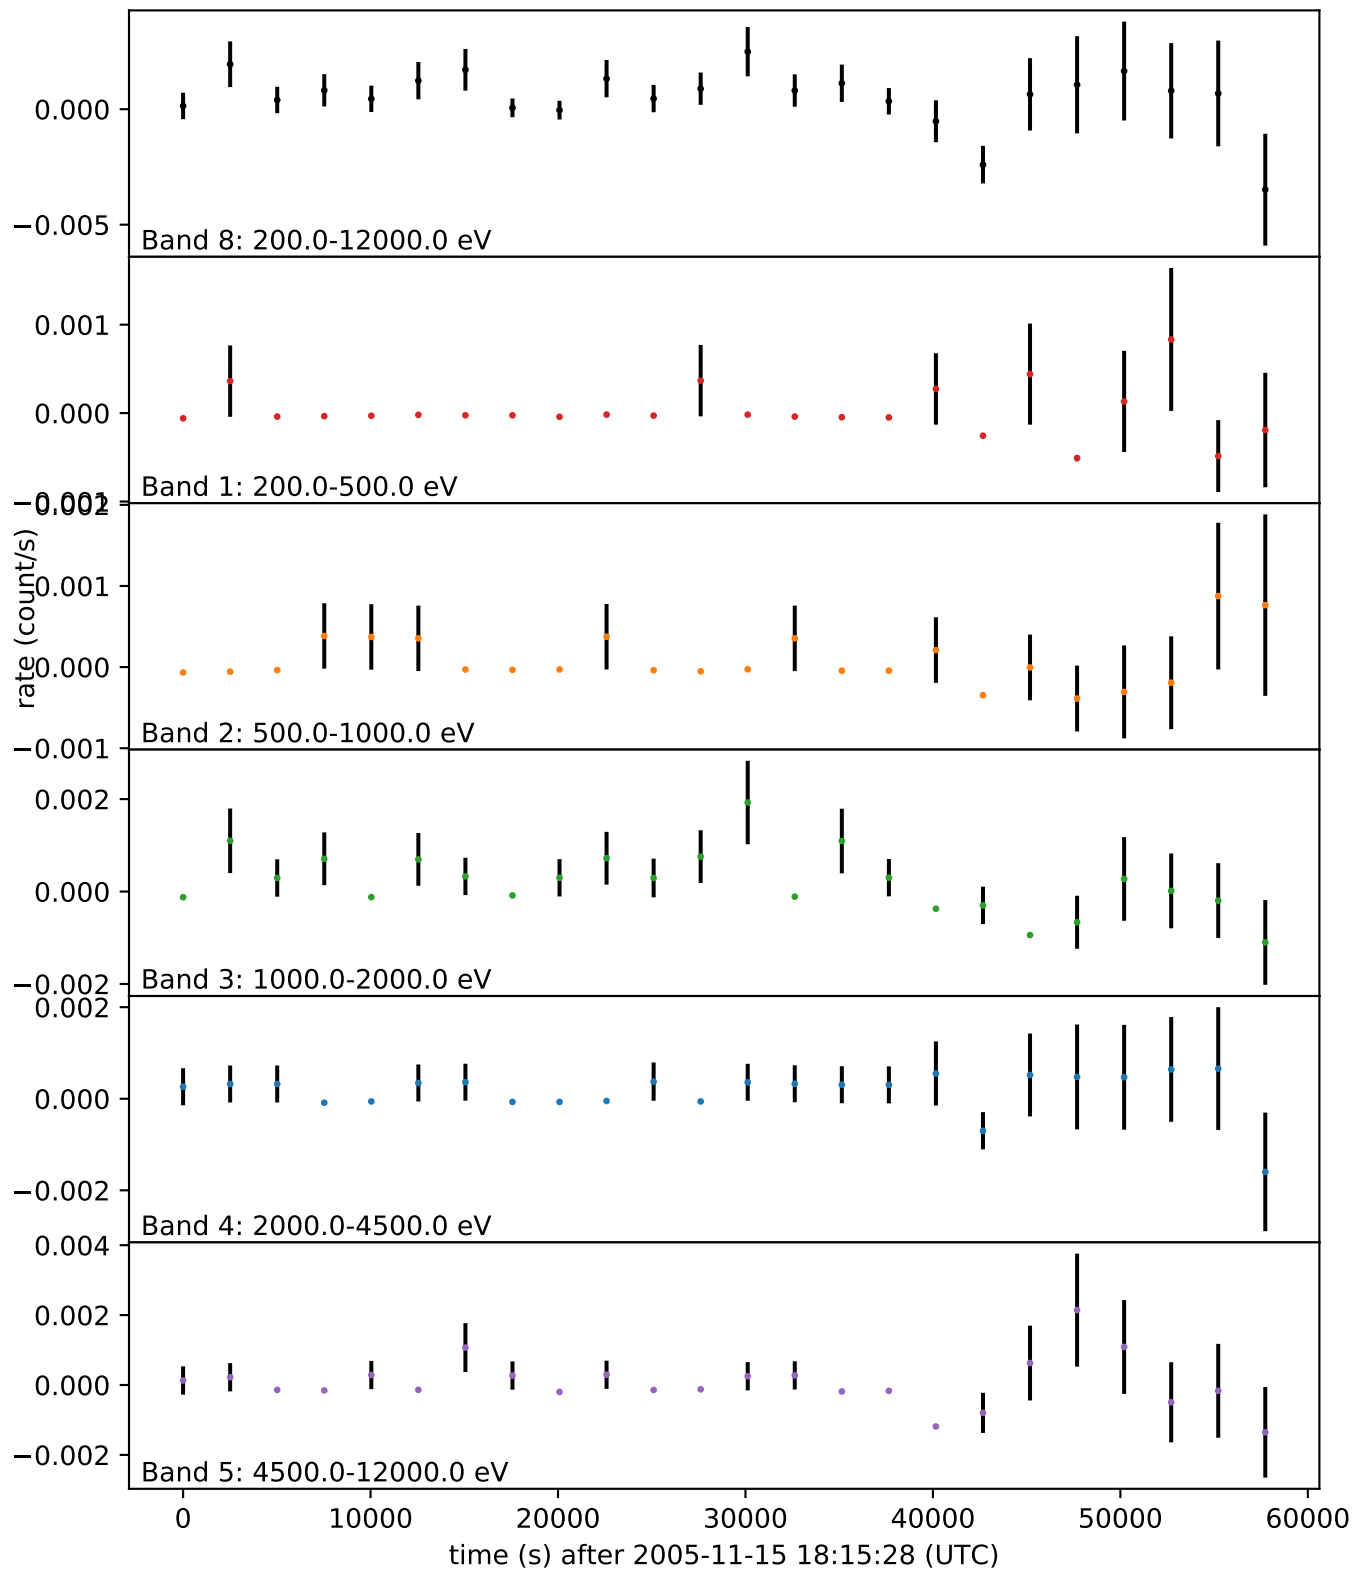 0.000
−0.005
Band 8: 200.0-12000.0 eV
0.001
0.000
−0.001
Band 1: 200.0-500.0 eV
0.002
0.001
0.000
−0.001
Band 2: 500.0-1000.0 eV
rate (count/s)
0.002
0.000
−0.002
Band 3: 1000.0-2000.0 eV
0.002
0.000
−0.002
Band 4: 2000.0-4500.0 eV
0.004
0.002
0.000
−0.002
Band 5: 4500.0-12000.0 eV
0 10000 20000 30000 40000 50000 60000
time (s) after 2005-11-15 18:15:28 (UTC)